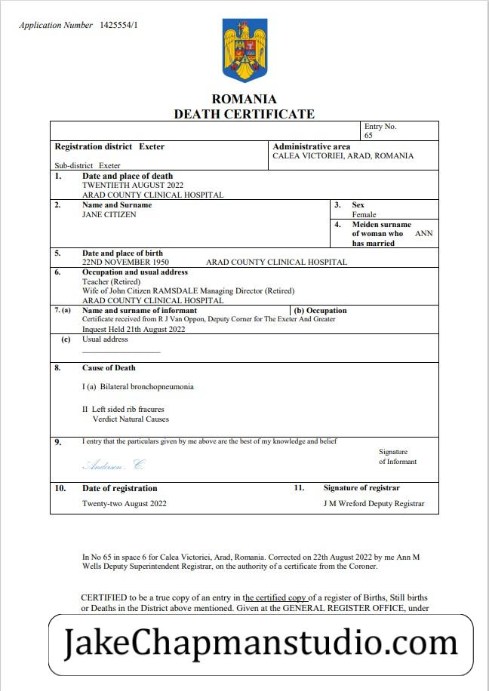 Application Number 1425554/1
ROMANIA
DEATH CERTIFICATE
Entry No.
65
Registration district Exeter
Sub-district Exeter
Administrative area
CALEA VICTORIEI, ARAD, ROMANIA
1. Date and place of death
TWENTIETH AUGUST 2022
ARAD COUNTY CLINICAL HOSPITAL
2. Name and Surname
JANE CITIZEN
3. Sex
Female
4. Meiden surname
of woman who ANN
has married
5. Date and place of birth
22ND NOVEMBER 1950 ARAD COUNTY CLINICAL HOSPITAL
6. Occupation and usual address
Teacher (Retired)
Wife of John Citizen RAMSDALE Managing Director (Retired)
ARAD COUNTY CLINICAL HOSPITAL
7. (a) Name and surname of informant (b) Occupation
Certificate received from R J Van Oppon, Deputy Corner for The Exeter And Greater
Inquest Held 21th August 2022
(c) Usual address
8. Cause of Death
I (a) Bilateral bronchopneumonia
II Left sided rib fracures
Verdict Natural Causes
9. I entry that the particulars given by me above are the best of my knowledge and belief
Anderson C
Signature
of Informant
10. Date of registration
Twenty-two August 2022
11. Signature of registrar
J M Wreford Deputy Registrar
In No 65 in space 6 for Calea Victoriei, Arad, Romania. Corrected on 22th August 2022 by me Ann M
Wells Deputy Superintendent Registrar, on the authority of a certificate from the Coroner.
CERTIFIED to be a true copy of an entry in the certified copy of a register of Births, Still births
or Deaths in the District above mentioned. Given at the GENERAL REGISTER OFFICE, under
JakeChapmanstudio.com